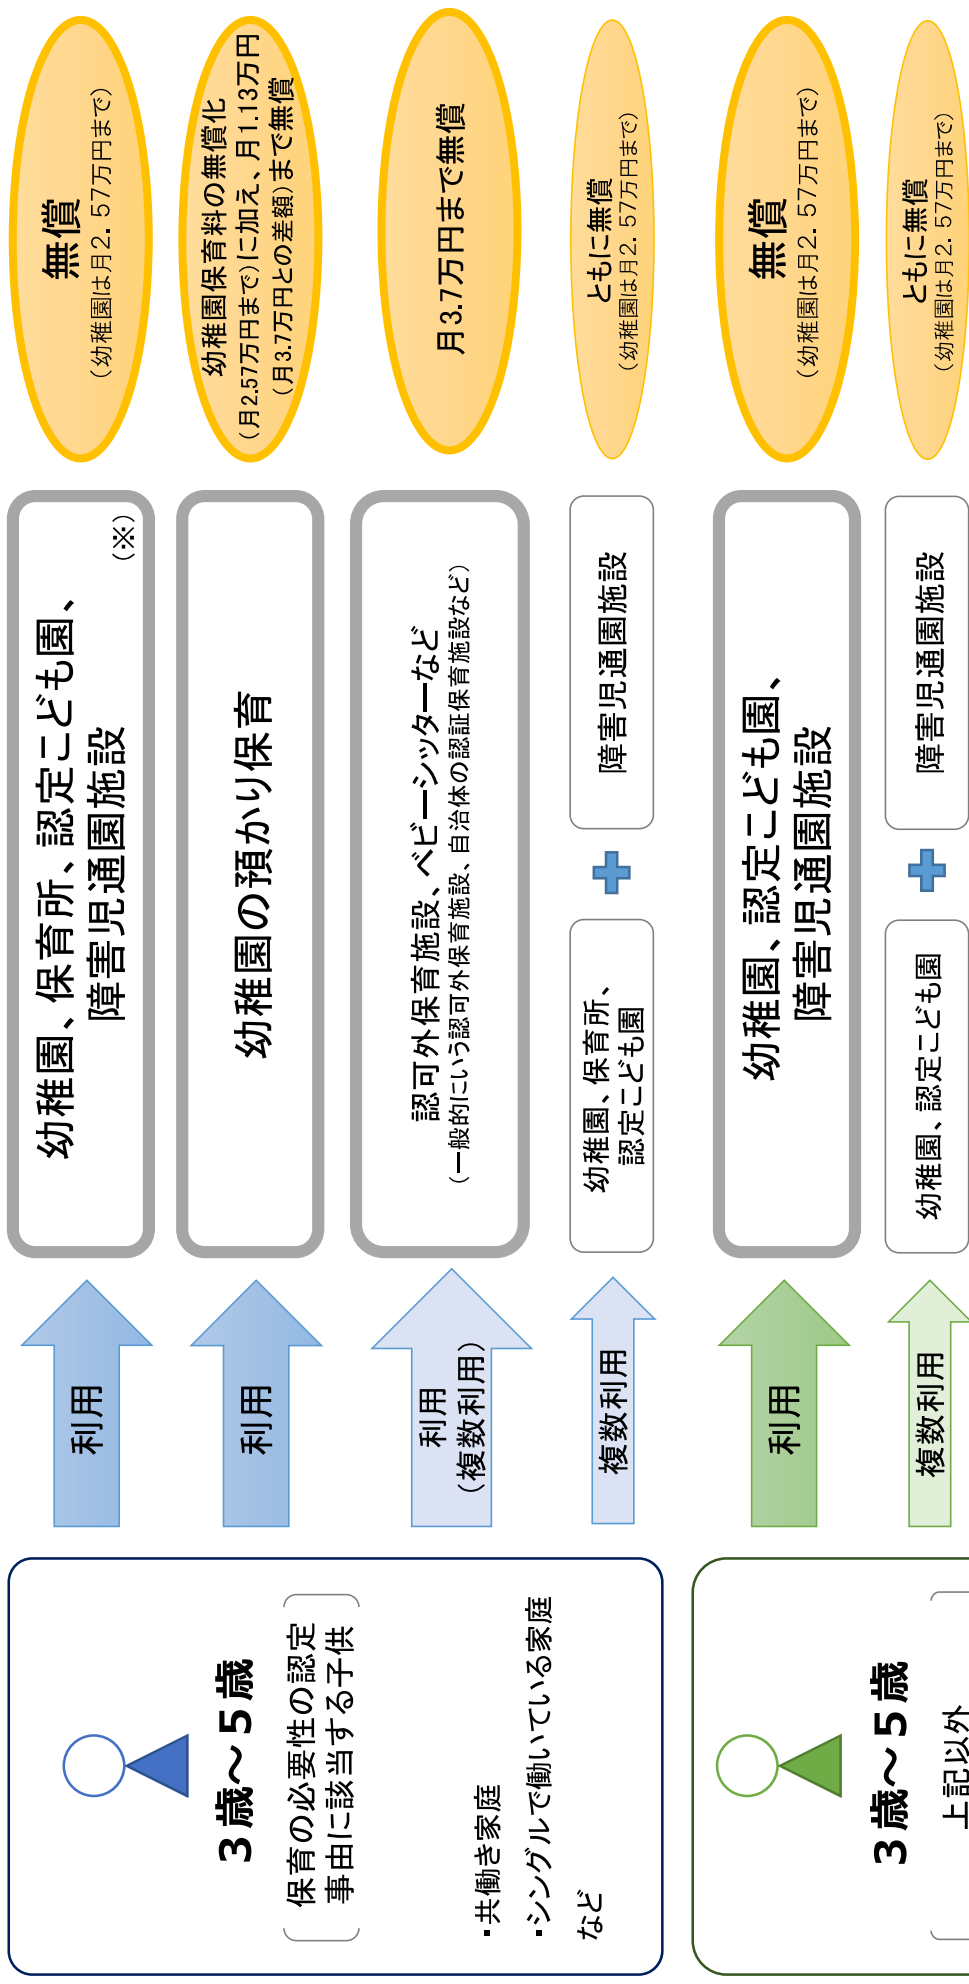 ３歳～５歳
保育の必要性の認定
事由に該当する子供
・共働き家庭
・シングルで働いている家庭
など
利用
幼稚園、保育所、認定こども園、
障害児通園施設
（※）
無償
（幼稚園は月２．５７万円まで）
利用
幼稚園の預かり保育
幼稚園保育料の無償化
（月2.57万円まで）に加え、月1.13万円
（月3.7万円との差額）まで無償
利用
（複数利用）
認可外保育施設、ベビーシッターなど
（一般的にいう認可外保育施設、自治体の認証保育施設など）
月3.7万円まで無償
複数利用
幼稚園、保育所、
認定こども園
障害児通園施設
ともに無償
（幼稚園は月２．５７万円まで）
３歳～５歳
上記以外
利用
幼稚園、認定こども園、
障害児通園施設
無償
（幼稚園は月２．５７万円まで）
複数利用
幼稚園、認定こども園
障害児通園施設
ともに無償
（幼稚園は月２．５７万円まで）